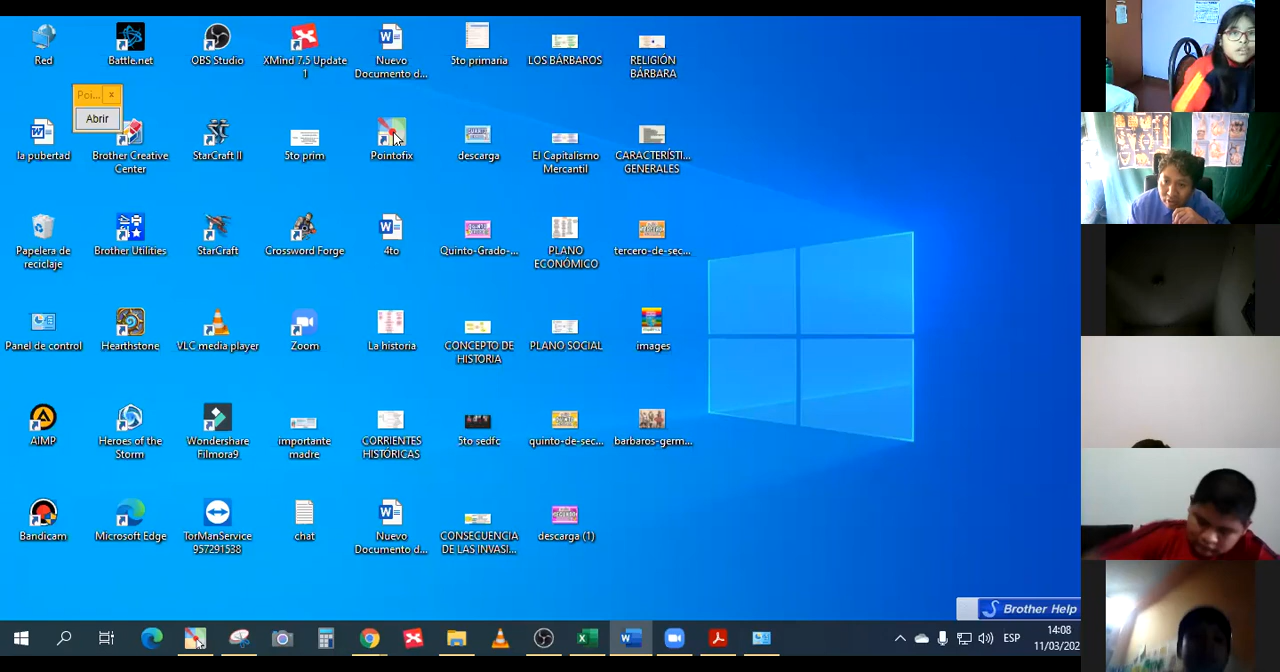 Red
Battle.net
OBS Studio
XMind 7.5 Update
1
Nuevo
Documento d...
5to primaria
LOS BÁRBAROS
RELIGIÓN
BÁRBARA
Poi...
x
Abrir
la pubertad
Brother Creative
Center
StarCraft II
5to prim
Pointofix
descarga
El Capitalismo
Mercantil
CARACTERÍSTI...
GENERALES
Papelera de
reciclaje
Brother Utilities
StarCraft
Crossword Forge
4to
Quinto-Grado-...
PLANO
ECONÓMICO
tercero-de-sec...
Panel de control
Hearthstone
VLC media player
Zoom
La historia
CONCEPTO DE
HISTORIA
PLANO SOCIAL
images
AIMP
Heroes of the
Storm
Wondershare
Filmora9
importante
madre
CORRIENTES
HISTÓRICAS
5to sedfc
quinto-de-sec...
barbaros-germ...
Bandicam
Microsoft Edge
TorManService
957291538
chat
Nuevo
Documento d...
CONSECUENCIA
DE LAS INVASI...
descarga (1)
Brother Help
ESP
14:08
11/03/202